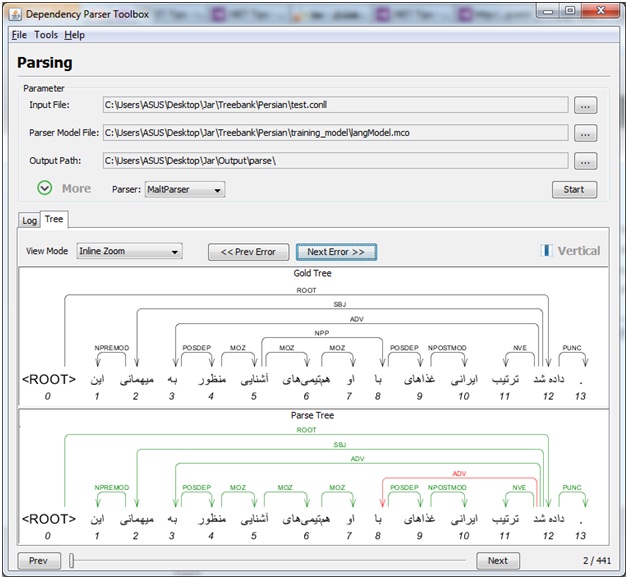 Dependency Parser Toolbox
File Tools Help
Parsing
Parameter
Input File: C:\Users\ASUS\Desktop\Jar\Treebank\Persian\test.conll ...
Parser Model File: C:\Users\ASUS\Desktop\Jar\Treebank\Persian\training_model\langModel.mco ...
Output Path: C:\Users\ASUS\Desktop\Jar\Output\parse\ ...
More Parser: MaltParser Start
Log Tree
View Mode Inline Zoom << Prev Error Next Error >> Vertical
Gold Tree
ROOT
SBJ
ADV
NPP
NPREMOD POSDEP MOZ MOZ MOZ POSDEP NPOSTMOD NVE PUNC
<ROOT> این میهمانی به منظور آشنایی هم‌تیمی‌های او با غذاهای ایرانی ترتیب داده شد .
0 1 2 3 4 5 6 7 8 9 10 11 12 13
Parse Tree
ROOT
SBJ
ADV
ADV
NPREMOD POSDEP MOZ MOZ MOZ POSDEP NPOSTMOD NVE PUNC
<ROOT> این میهمانی به منظور آشنایی هم‌تیمی‌های او با غذاهای ایرانی ترتیب داده شد .
0 1 2 3 4 5 6 7 8 9 10 11 12 13
Prev Next 2 / 441